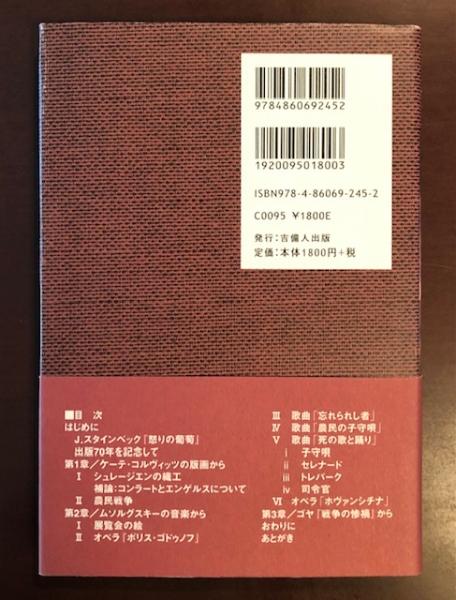 9784860692452
1920095018003
ISBN978-4-86069-245-2
C0095 ¥1800E
発行：吉備人出版
定価：本体1800円+税
■目 次
はじめに
J.スタインベック『怒りの葡萄』
出版70年を記念して
第1章／ケーテ・コルヴィッツの版画から
Ⅰ シュレージエンの織工
補論：コンラートとエンゲルスについて
Ⅱ 農民戦争
第2章／ムソルグスキーの音楽から
Ⅰ 展覧会の絵
Ⅱ オペラ『ボリス・ゴドゥノフ』
Ⅲ 歌曲「忘れられし者」
Ⅳ 歌曲「農民の子守唄」
Ⅴ 歌曲「死の歌と踊り」
ⅰ 子守唄
ⅱ セレナード
ⅲ トレパーク
ⅳ 司令官
Ⅵ オペラ「ホヴァンシチナ」
第3章／ゴヤ『戦争の惨禍』から
おわりに
あとがき